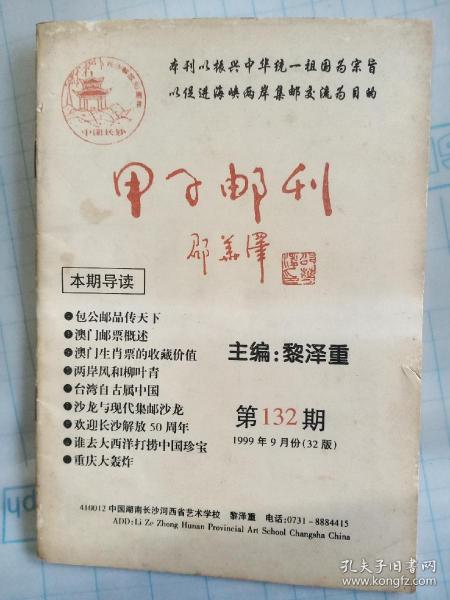 本刊以振兴中华统一祖国为宗旨
以促进海峡两岸集邮交流为目的
中国长沙
甲子邮刊
邵华泽
本期导读
包公邮品传天下
澳门邮票概述
澳门生肖票的收藏价值
两岸风和柳叶青
台湾自古属中国
沙龙与现代集邮沙龙
欢迎长沙解放50周年
谁去大西洋打捞中国珍宝
重庆大轰炸
主编:黎泽重
第132期
1999年9月份(32版)
410012 中国湖南长沙河西省艺术学校 黎泽重 电话:0731-8884415
ADD:Li Ze Zhong Hunan Provincial Art School Changsha China
孔夫子旧书网
www.kongfz.com